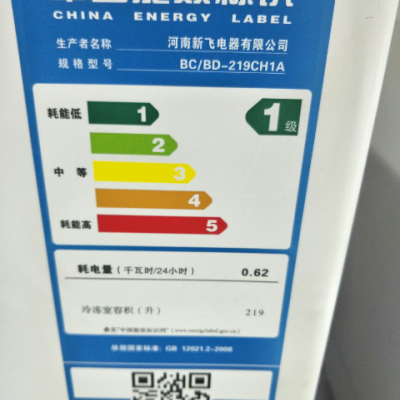 CHINA ENERGY LABEL
生产者名称 河南新飞电器有限公司
规格型号 BC/BD-219CH1A
耗能低 1 1级
2
中等 3
4
耗能高 5
耗电量（千瓦时/24小时） 0.62
冷冻室容积（升） 219
依据国家标准: GB 12021.2-2008